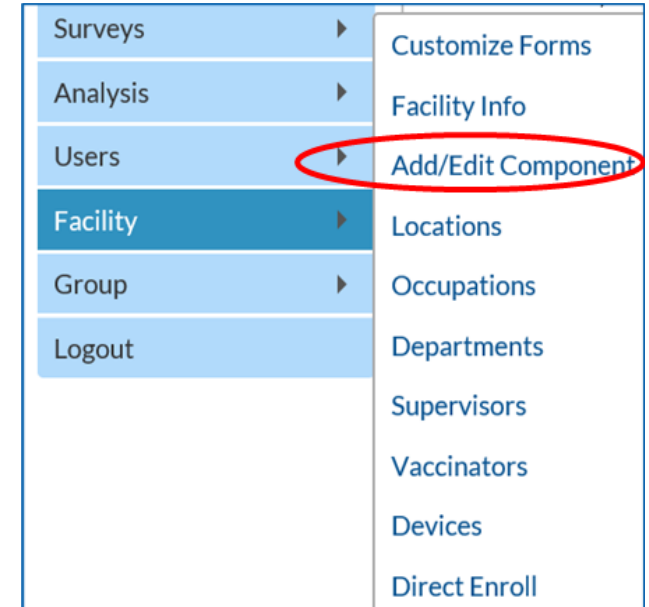 Surveys
Analysis
Users
Facility
Group
Logout
Customize Forms
Facility Info
Add/Edit Component
Locations
Occupations
Departments
Supervisors
Vaccinators
Devices
Direct Enroll